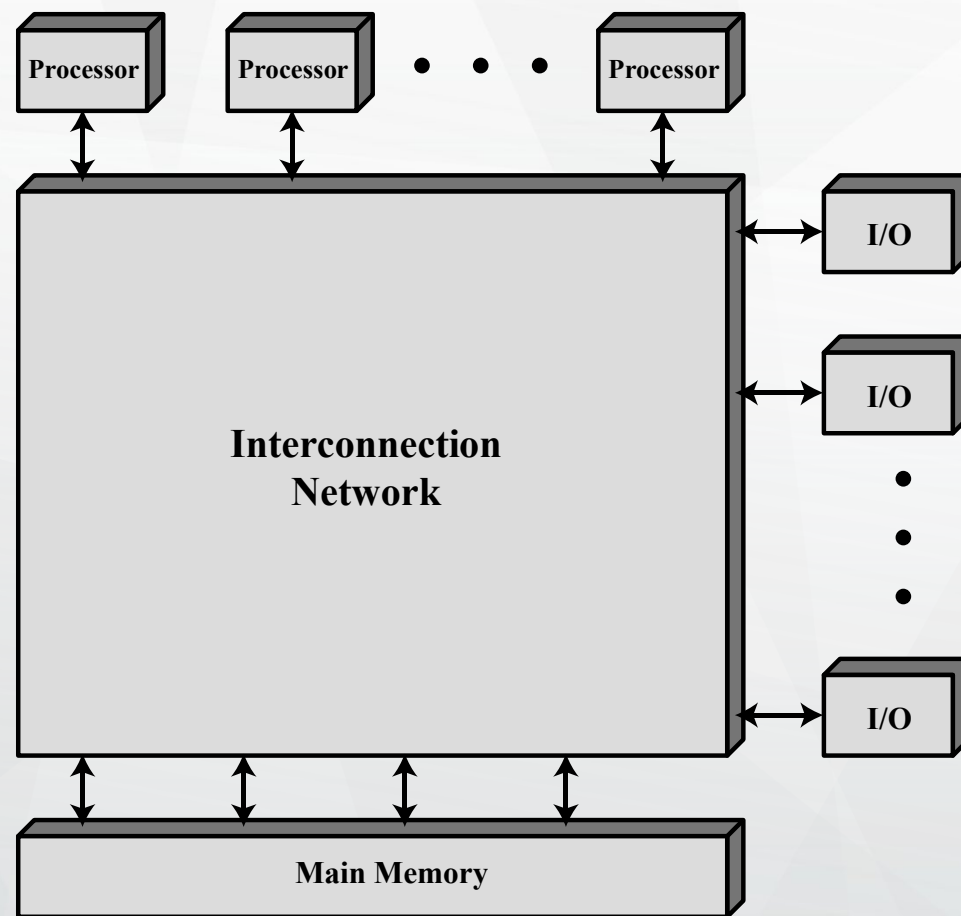 Processor
Processor
Processor
I/O
I/O
Interconnection
Network
I/O
Main Memory